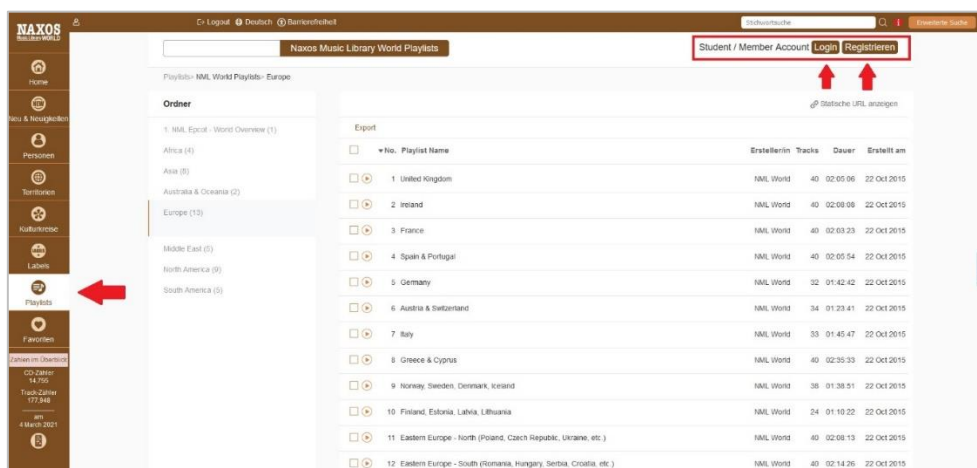 NAXOS
Music Library WORLD
Logout Deutsch Barrierefreiheit
Stichwortsuche
Erweiterte Suche
Naxos Music Library World Playlists
Student / Member Account Login Registrieren
Playlists> NML World Playlists> Europe
Home
Neu & Neuigkeiten
Personen
Territorien
Kulturkreise
Labels
Playlists
Favoriten
Zahlen im Überblick
CD-Zähler
14,755
Track-Zähler
177,948
am
4 March 2021
Ordner
1. NML Epcot - World Overview (1)
Africa (4)
Asia (8)
Australia & Oceania (2)
Europe (13)
Middle East (5)
North America (9)
South America (5)
Statische URL anzeigen
Export
No. Playlist Name Ersteller/in Tracks Dauer Erstellt am
1 United Kingdom NML World 40 02:05:06 22 Oct 2015
2 Ireland NML World 40 02:08:08 22 Oct 2015
3 France NML World 40 02:03:23 22 Oct 2015
4 Spain & Portugal NML World 40 02:05:54 22 Oct 2015
5 Germany NML World 32 01:42:42 22 Oct 2015
6 Austria & Switzerland NML World 34 01:23:41 22 Oct 2015
7 Italy NML World 33 01:45:47 22 Oct 2015
8 Greece & Cyprus NML World 40 02:35:33 22 Oct 2015
9 Norway, Sweden, Denmark, Iceland NML World 38 01:38:51 22 Oct 2015
10 Finland, Estonia, Latvia, Lithuania NML World 24 01:10:22 22 Oct 2015
11 Eastern Europe - North (Poland, Czech Republic, Ukraine, etc.) NML World 40 02:08:13 22 Oct 2015
12 Eastern Europe - South (Romania, Hungary, Serbia, Croatia, etc.) NML World 40 02:14:26 22 Oct 2015